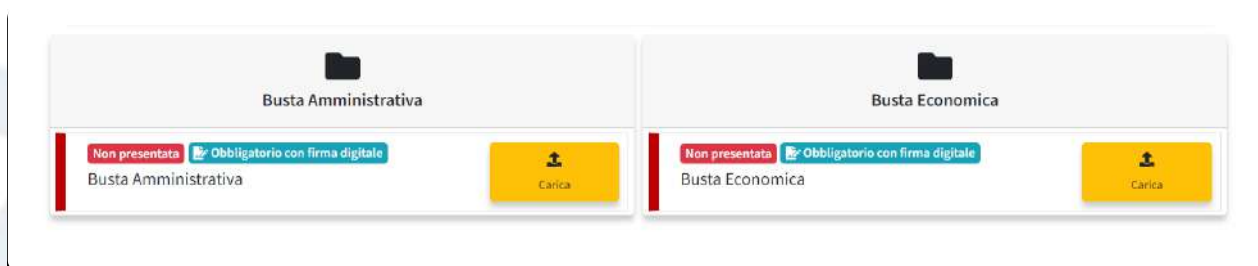 Busta Amministrativa
Non presentata Obbligatorio con firma digitale
Busta Amministrativa
Carica
Busta Economica
Non presentata Obbligatorio con firma digitale
Busta Economica
Carica